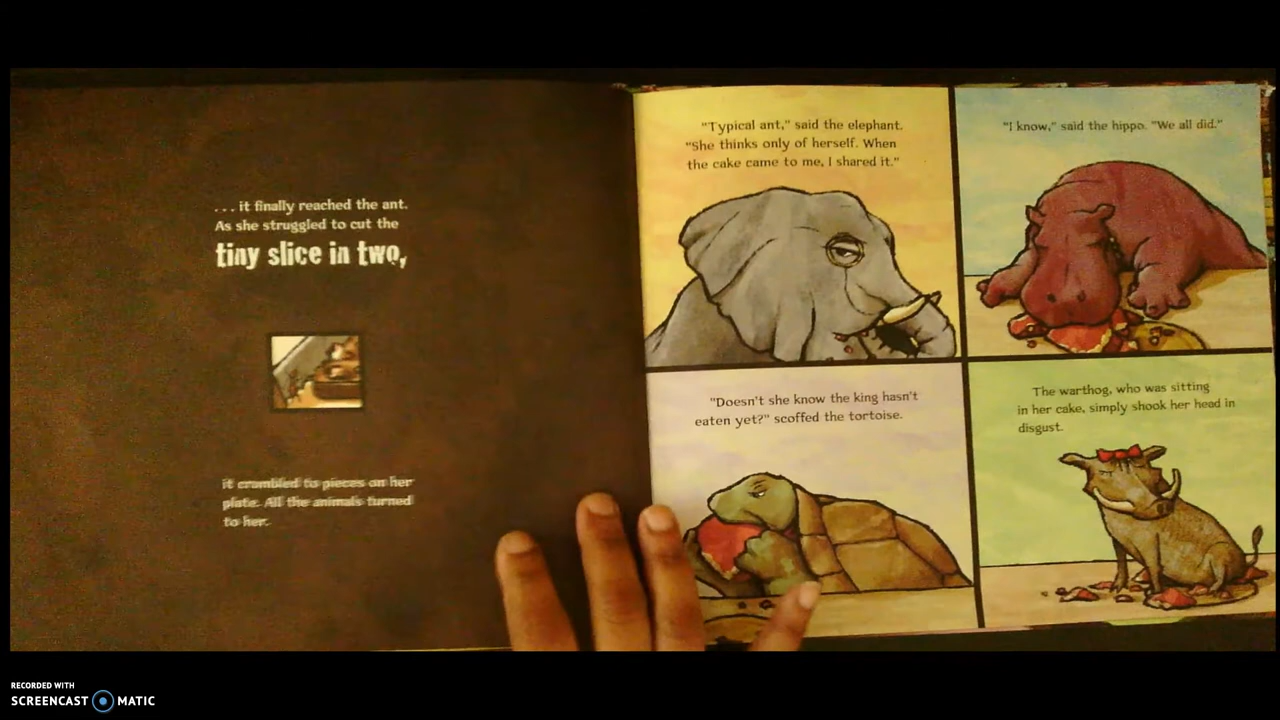 . . . it finally reached the ant.
As she struggled to cut the
tiny slice in two,
it crumbled to pieces on her
plate. All the animals turned
to her.
"Typical ant," said the elephant.
"She thinks only of herself. When
the cake came to me, I shared it."
"I know," said the hippo. "We all did."
"Doesn't she know the king hasn't
eaten yet?" scoffed the tortoise.
The warthog, who was sitting
in her cake, simply shook her head in
disgust.
RECORDED WITH
SCREENCAST MATIC